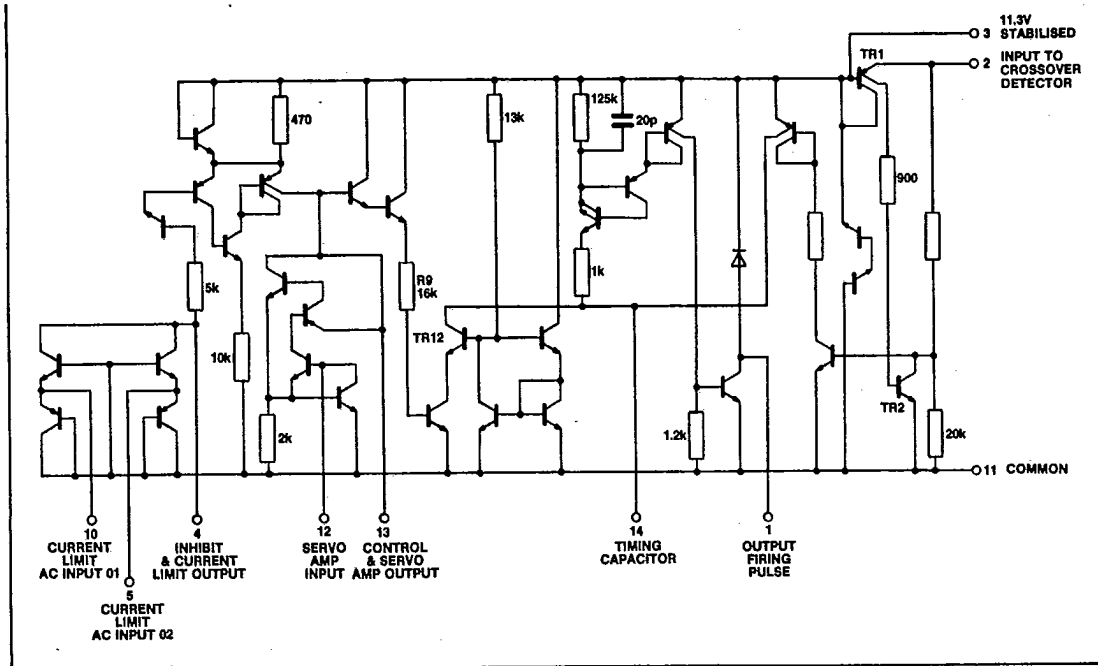 11.3V
3 STABILISED
TR1
2 INPUT TO
CROSSOVER
DETECTOR
470
13k
125k
20p
900
5k
R9
16k
1k
TR12
10k
TR2
2k
1.2k
20k
11 COMMON
10
CURRENT
LIMIT
AC INPUT 01
4
INHIBIT
& CURRENT
LIMIT OUTPUT
12
SERVO
AMP
INPUT
13
CONTROL
& SERVO
AMP OUTPUT
14
TIMING
CAPACITOR
1
OUTPUT
FIRING
PULSE
5
CURRENT
LIMIT
AC INPUT 02